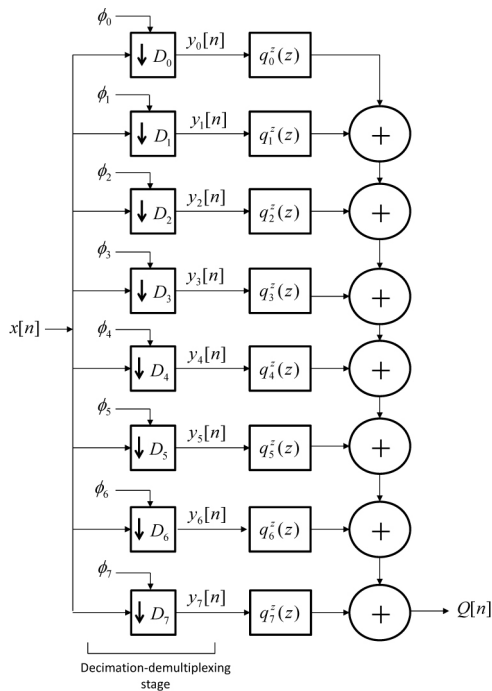 ϕ₀
↓ D₀ y₀[n] q₀ᶻ(z)
ϕ₁
↓ D₁ y₁[n] q₁ᶻ(z) +
ϕ₂
↓ D₂ y₂[n] q₂ᶻ(z) +
ϕ₃
↓ D₃ y₃[n] q₃ᶻ(z) +
x[n]
ϕ₄
↓ D₄ y₄[n] q₄ᶻ(z) +
ϕ₅
↓ D₅ y₅[n] q₅ᶻ(z) +
ϕ₆
↓ D₆ y₆[n] q₆ᶻ(z) +
ϕ₇
↓ D₇ y₇[n] q₇ᶻ(z) + Q[n]
Decimation-demultiplexing
stage